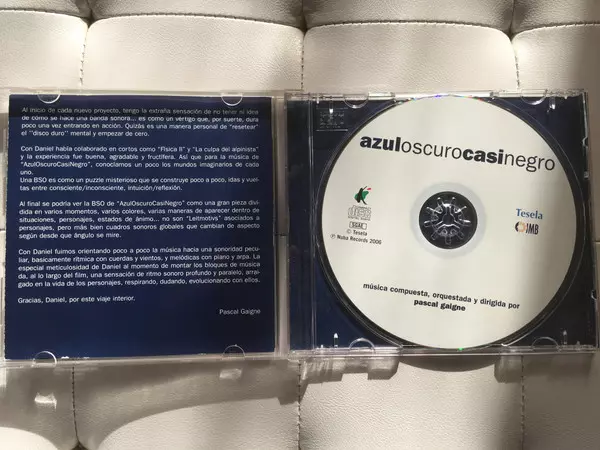 Al inicio de cada nuevo proyecto, tengo la extraña sensación de no tener ni idea
de cómo se hace una banda sonora... es como un vértigo que, por suerte, dura
poco una vez entrando en acción. Quizás es una manera personal de "resetear"
el "disco duro" mental y empezar de cero.
Con Daniel había colaborado en cortos como "Física II" y "La culpa del alpinista"
y la experiencia fue buena, agradable y fructífera. Así que para la música de
"AzulOscuroCasiNegro", conocíamos un poco los mundos imaginarios de cada
uno.
Una BSO es como un puzzle misterioso que se construye poco a poco, idas y vuel-
tas entre consciente/inconsciente, intuición/reflexión.
Al final se podría ver la BSO de "AzulOscuroCasiNegro" como una gran pieza divi-
dida en varios momentos, varios colores, varias maneras de aparecer dentro de
situaciones, personajes, estados de ánimo... no son "Leitmotivs" asociados a
personajes, pero más bien cuadros sonoros globales que cambian de aspecto
según desde que ángulo se mire.
Con Daniel fuimos orientando poco a poco la música hacia una sonoridad pecu-
liar, basicamente rítmica con cuerdas y vientos, y melódicas con piano y arpa. La
especial meticulosidad de Daniel al momento de montar los bloques de músi-
ca da, al lo largo del film, una sensación de ritmo sonoro profundo y paralelo, arrai-
gado en la vida de los personajes, respirando, dudando, evolucionando con ellos.
Gracias, Daniel, por este viaje interior.
Pascal Gaigne
azuloscurocasinegro
SGAE
© Tesela
℗ Nuba Records 2006
Tesela
JMB
música compuesta, orquestada y dirigida por
pascal gaigne